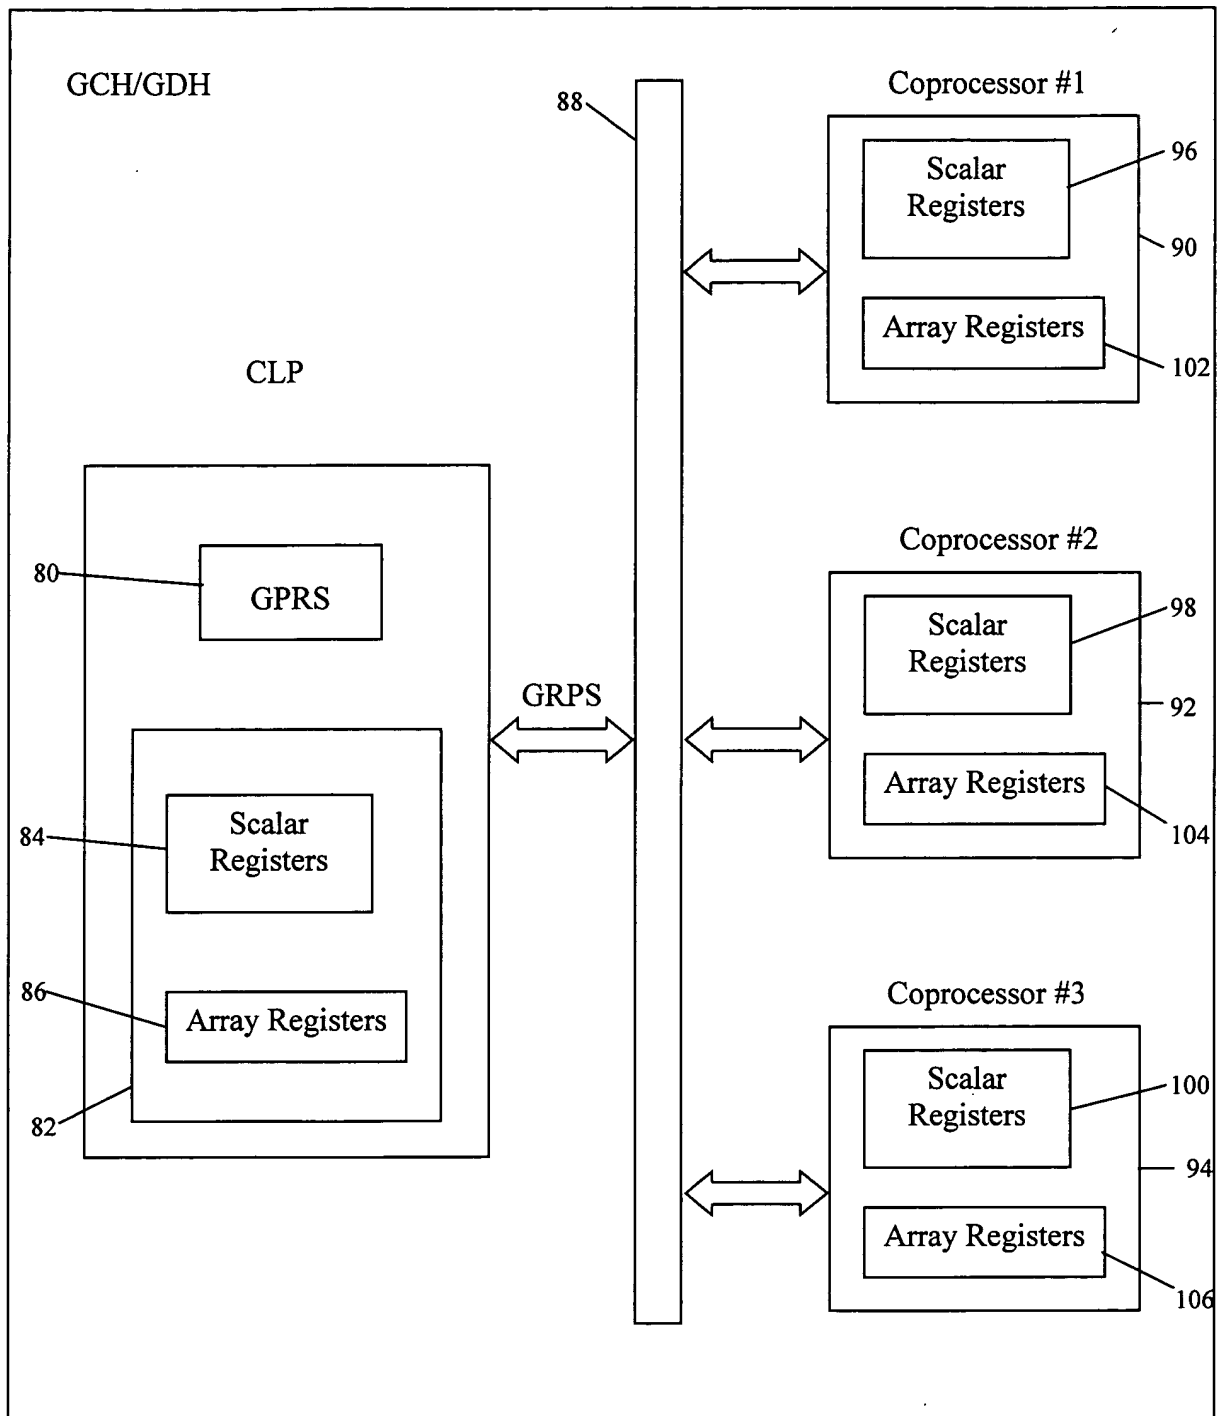 GCH/GDH
88
Coprocessor #1
Scalar
Registers
96
90
Array Registers
102
CLP
80
GPRS
GRPS
Coprocessor #2
Scalar
Registers
98
92
Array Registers
104
84
Scalar
Registers
86
Array Registers
82
Coprocessor #3
Scalar
Registers
100
94
Array Registers
106